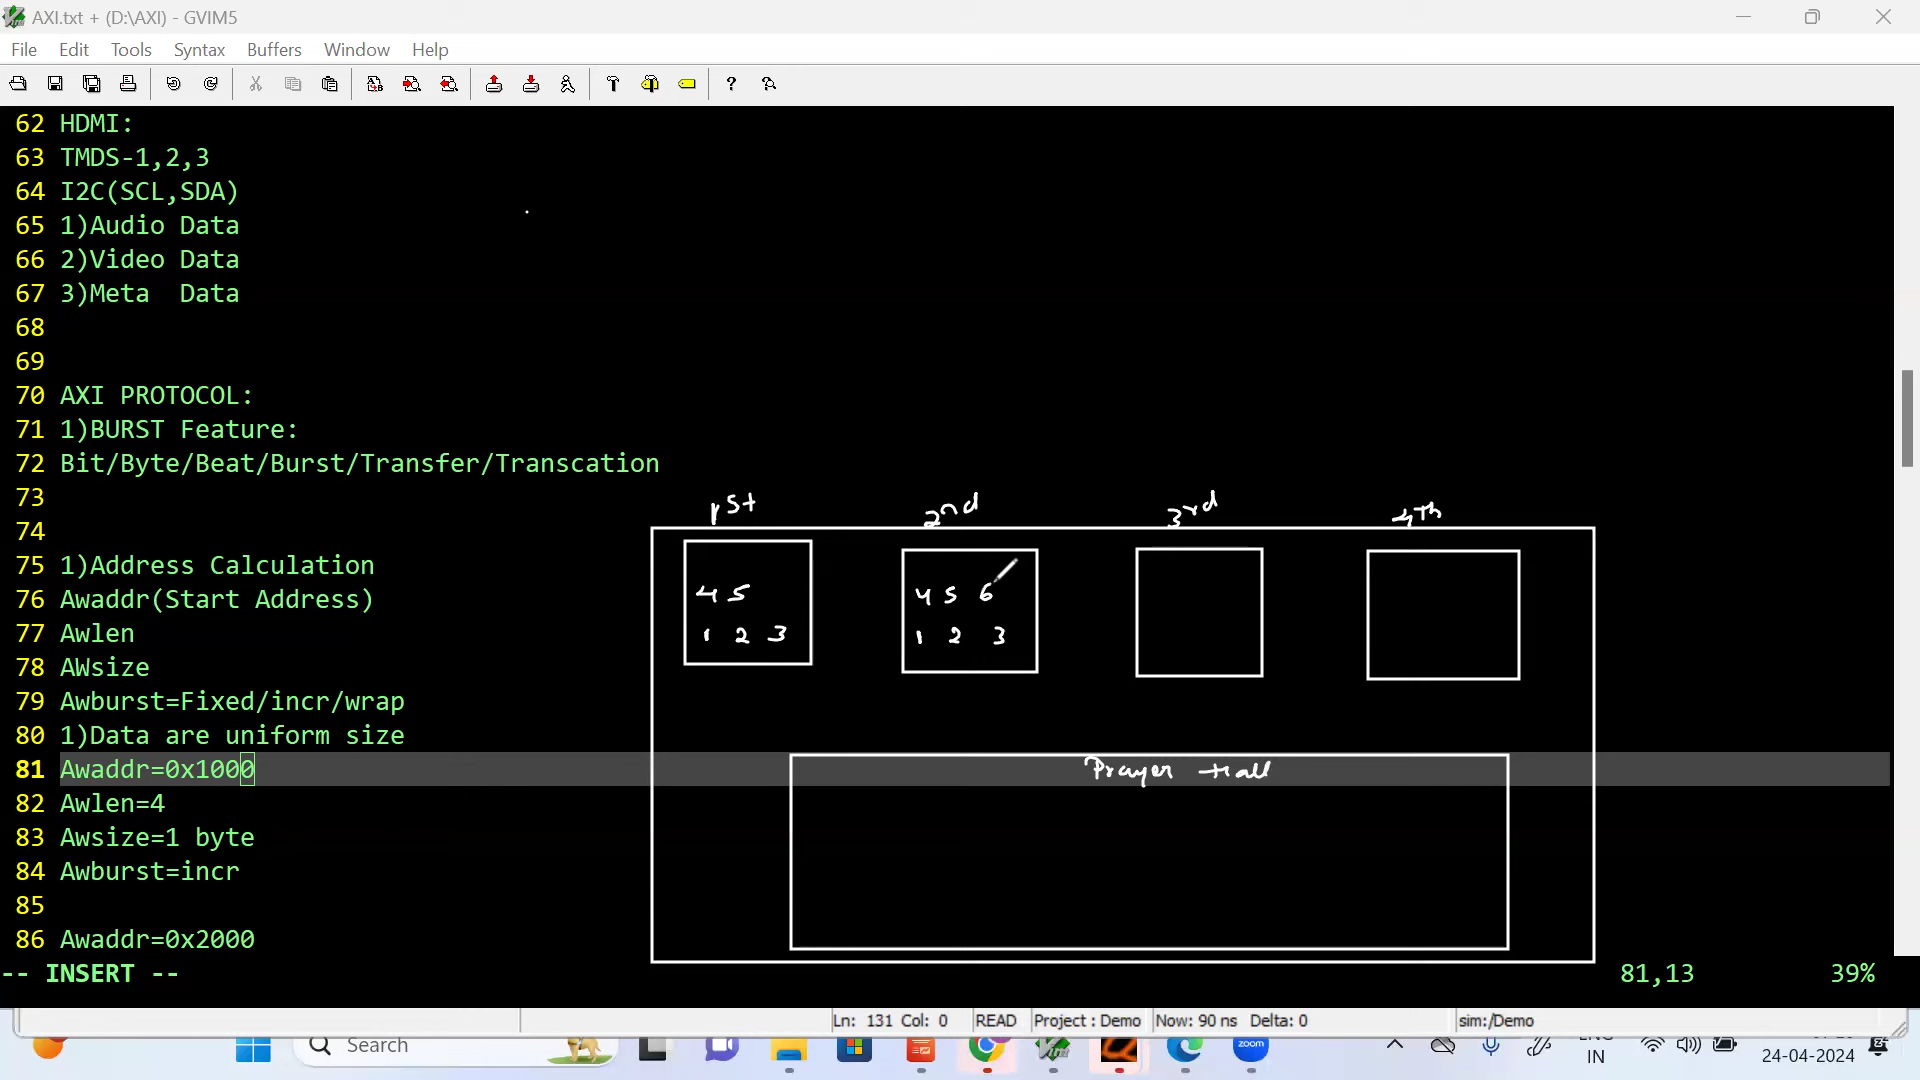 AXI.txt + (D:\AXI) - GVIM5
File Edit Tools Syntax Buffers Window Help
62 HDMI:
63 TMDS-1,2,3
64 I2C(SCL,SDA)
65 1)Audio Data
66 2)Video Data
67 3)Meta  Data
68
69
70 AXI PROTOCOL:
71 1)BURST Feature:
72 Bit/Byte/Beat/Burst/Transfer/Transcation
73
1st 2nd 3rd 4th
74
75 1)Address Calculation
76 Awaddr(Start Address)
4 5
4 5 6
77 Awlen
1 2 3
1 2 3
78 AWsize
79 Awburst=Fixed/incr/wrap
80 1)Data are uniform size
81 Awaddr=0x1000
Prayer Hall
82 Awlen=4
83 Awsize=1 byte
84 Awburst=incr
85
86 Awaddr=0x2000
-- INSERT -- 81,13 39%
Ln: 131 Col: 0 READ Project : Demo Now: 90 ns Delta: 0 sim:/Demo
Search
zoom
IN
24-04-2024